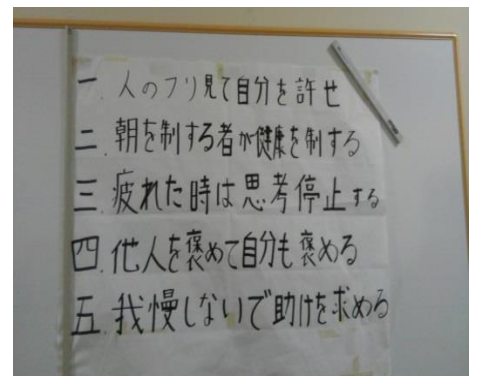 一.人のフリ見て自分を許せ
二.朝を制する者が健康を制する
三.疲れた時は思考停止する
四.他人を褒めて自分も褒める
五.我慢しないで助けを求める